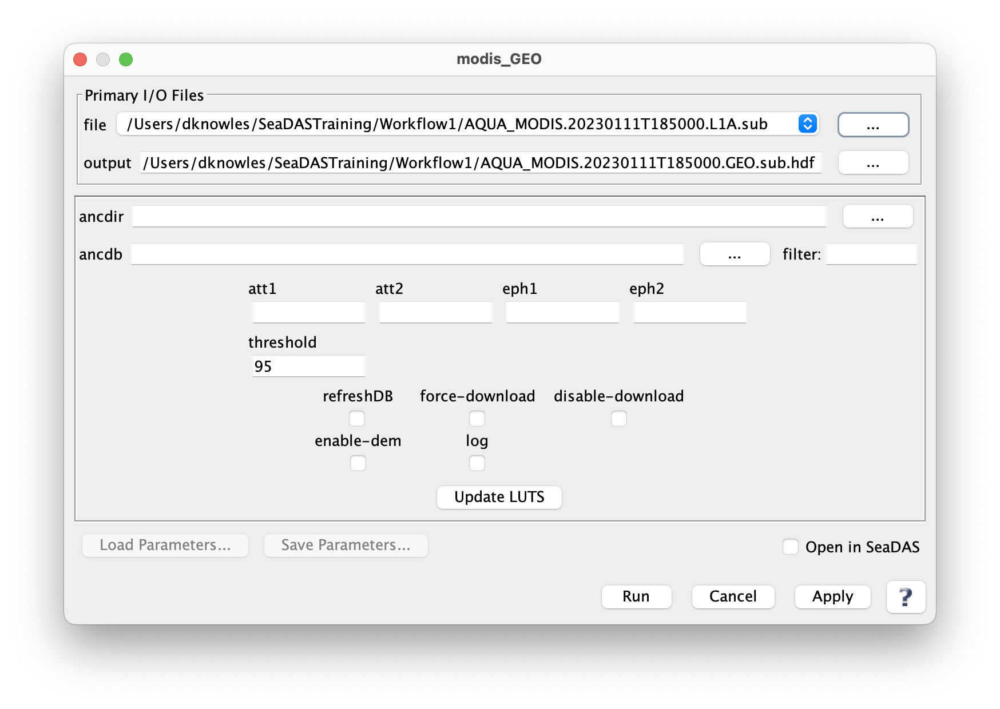 modis_GEO
Primary I/O Files
file /Users/dknowles/SeaDASTraining/Workflow1/AQUA_MODIS.20230111T185000.L1A.sub ...
output /Users/dknowles/SeaDASTraining/Workflow1/AQUA_MODIS.20230111T185000.GEO.sub.hdf ...
ancdir ...
ancdb ... filter:
att1 att2 eph1 eph2
threshold
95
refreshDB force-download disable-download
enable-dem log
Update LUTS
Load Parameters... Save Parameters... Open in SeaDAS
Run Cancel Apply ?